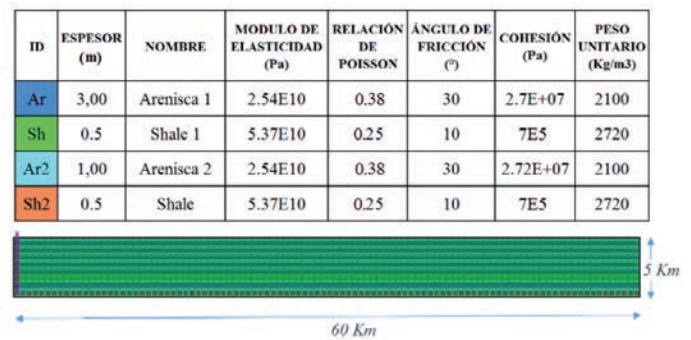 ID ESPESOR (m) NOMBRE MODULO DE ELASTICIDAD (Pa) RELACIÓN DE POISSON ÁNGULO DE FRICCIÓN (°) COHESIÓN (Pa) PESO UNITARIO (Kg/m3)
Ar 3,00 Arenisca 1 2.54E10 0.38 30 2.7E+07 2100
Sh 0.5 Shale 1 5.37E10 0.25 10 7E5 2720
Ar2 1,00 Arenisca 2 2.54E10 0.38 30 2.72E+07 2100
Sh2 0.5 Shale 5.37E10 0.25 10 7E5 2720
5 Km
60 Km